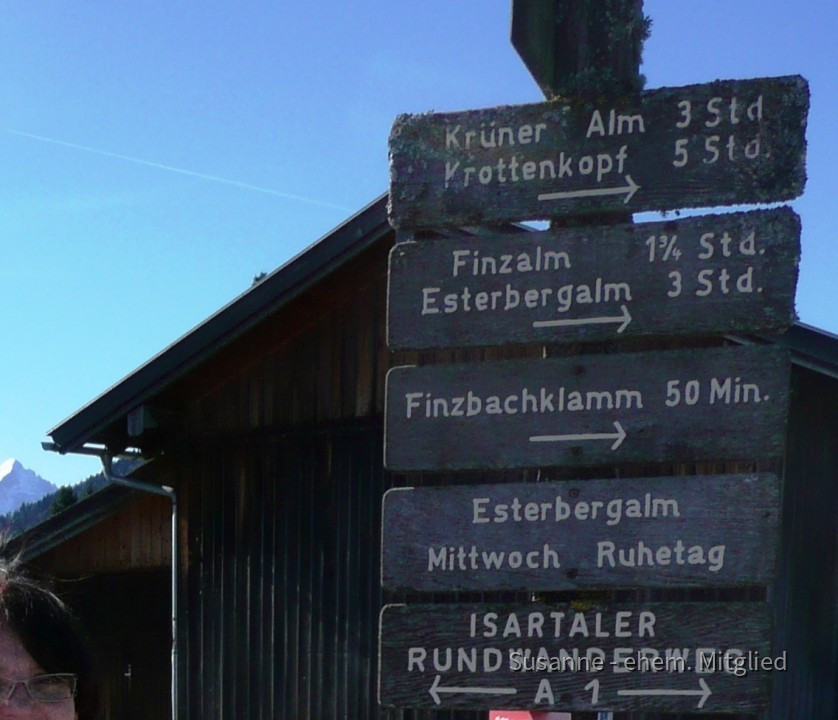 Krüner Alm 3 Std
Krottenkopf 5 Std.
Finzalm 1¾ Std.
Esterbergalm 3 Std.
Finzbachklamm 50 Min.
Esterbergalm
Mittwoch Ruhetag
ISARTALER
RUNDWANDERWEG
Susanne - ehem. Mitglied
A 1